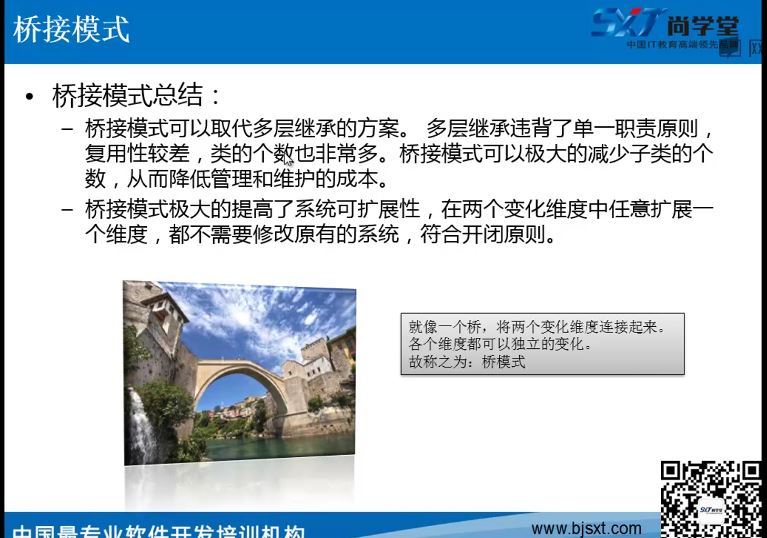 桥接模式
SXT 尚学堂
中国IT教育高端领先品牌
• 桥接模式总结：
– 桥接模式可以取代多层继承的方案。 多层继承违背了单一职责原则，
复用性较差，类的个数也非常多。桥接模式可以极大的减少子类的个
数，从而降低管理和维护的成本。
– 桥接模式极大的提高了系统可扩展性，在两个变化维度中任意扩展一
个维度，都不需要修改原有的系统，符合开闭原则。
就像一个桥，将两个变化维度连接起来。
各个维度都可以独立的变化。
故称之为：桥模式
中国最专业软件开发培训机构
www.bjsxt.com